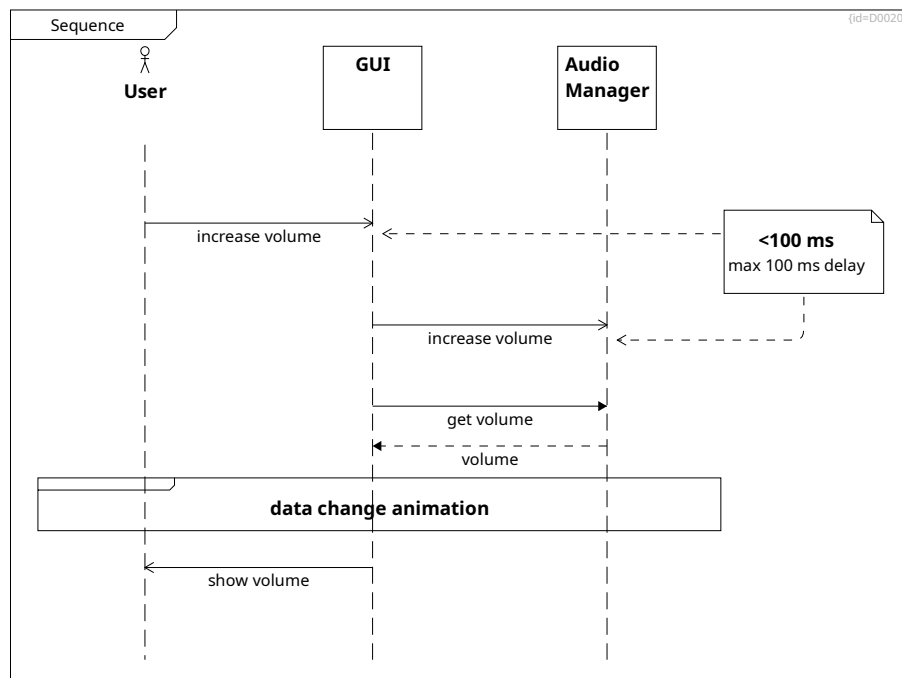 Sequence
{id=D0020
User
GUI
Audio
Manager
increase volume
<100 ms
max 100 ms delay
increase volume
get volume
volume
data change animation
show volume